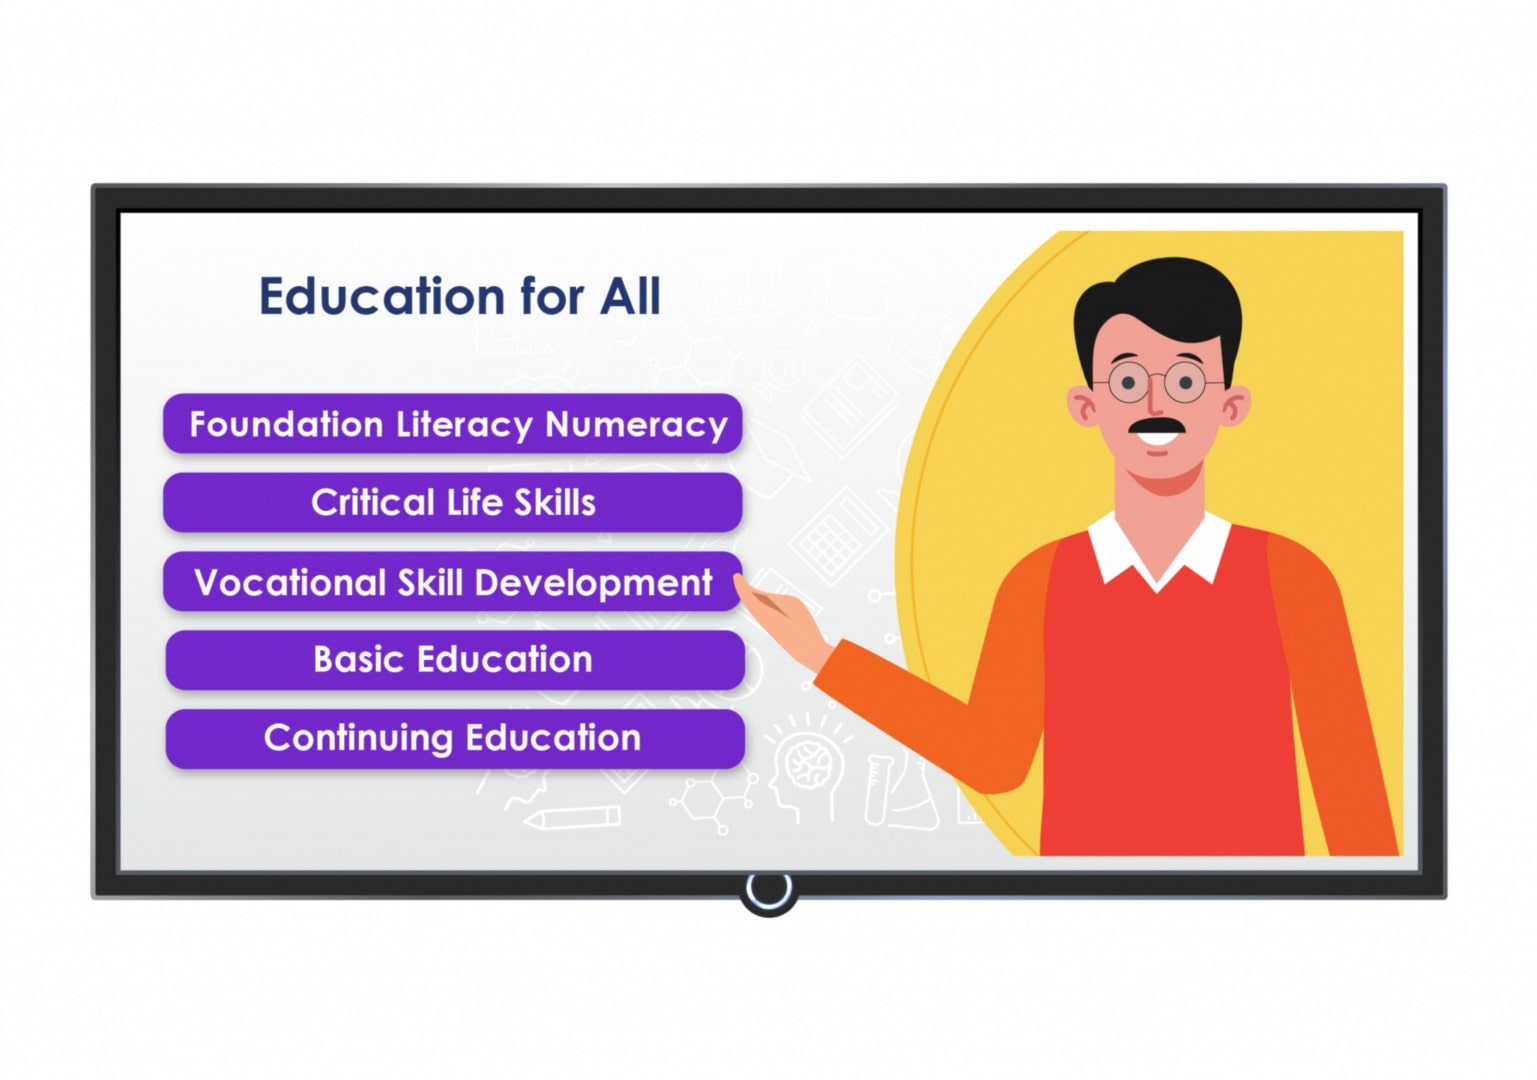 Education for All
Foundation Literacy Numeracy
Critical Life Skills
Vocational Skill Development
Basic Education
Continuing Education